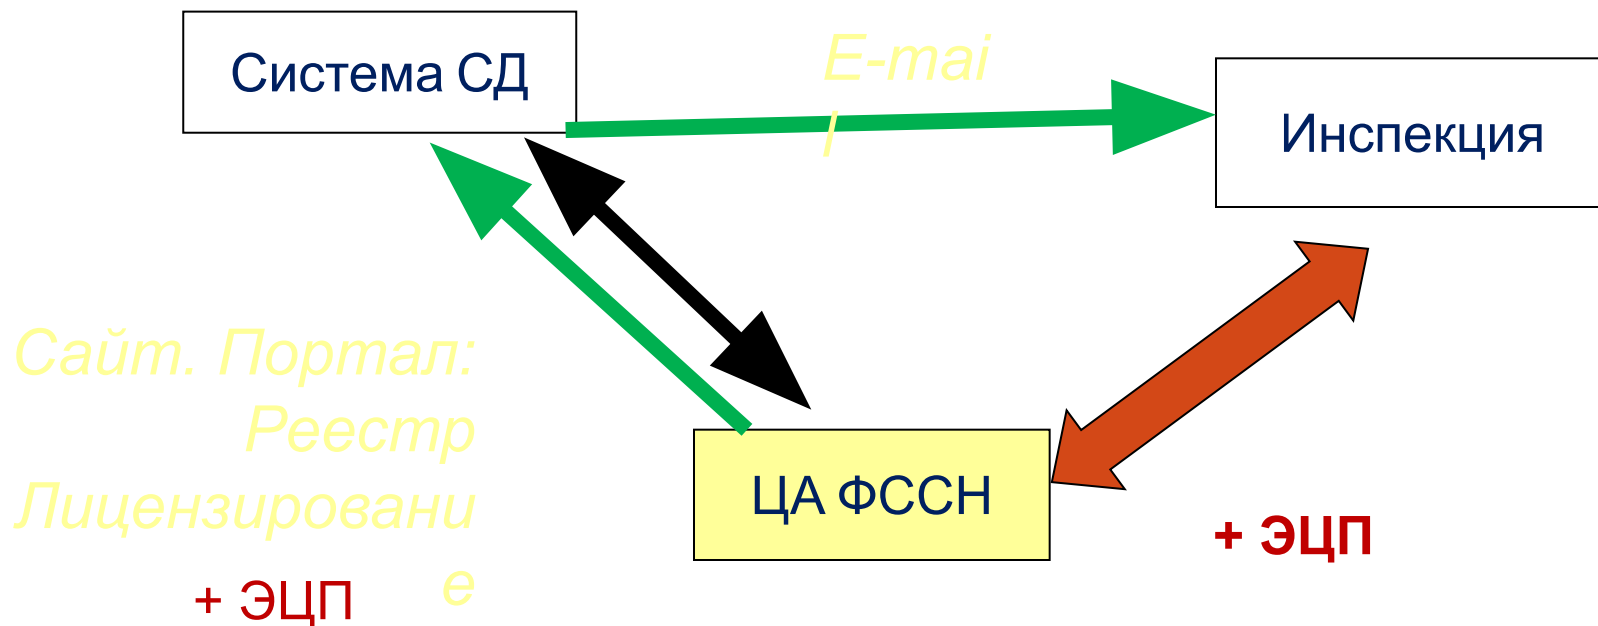 Система СД
E-mai
l
Инспекция
Сайт. Портал:
Реестр
Лицензировани
е
ЦА ФССН
+ ЭЦП
+ ЭЦП